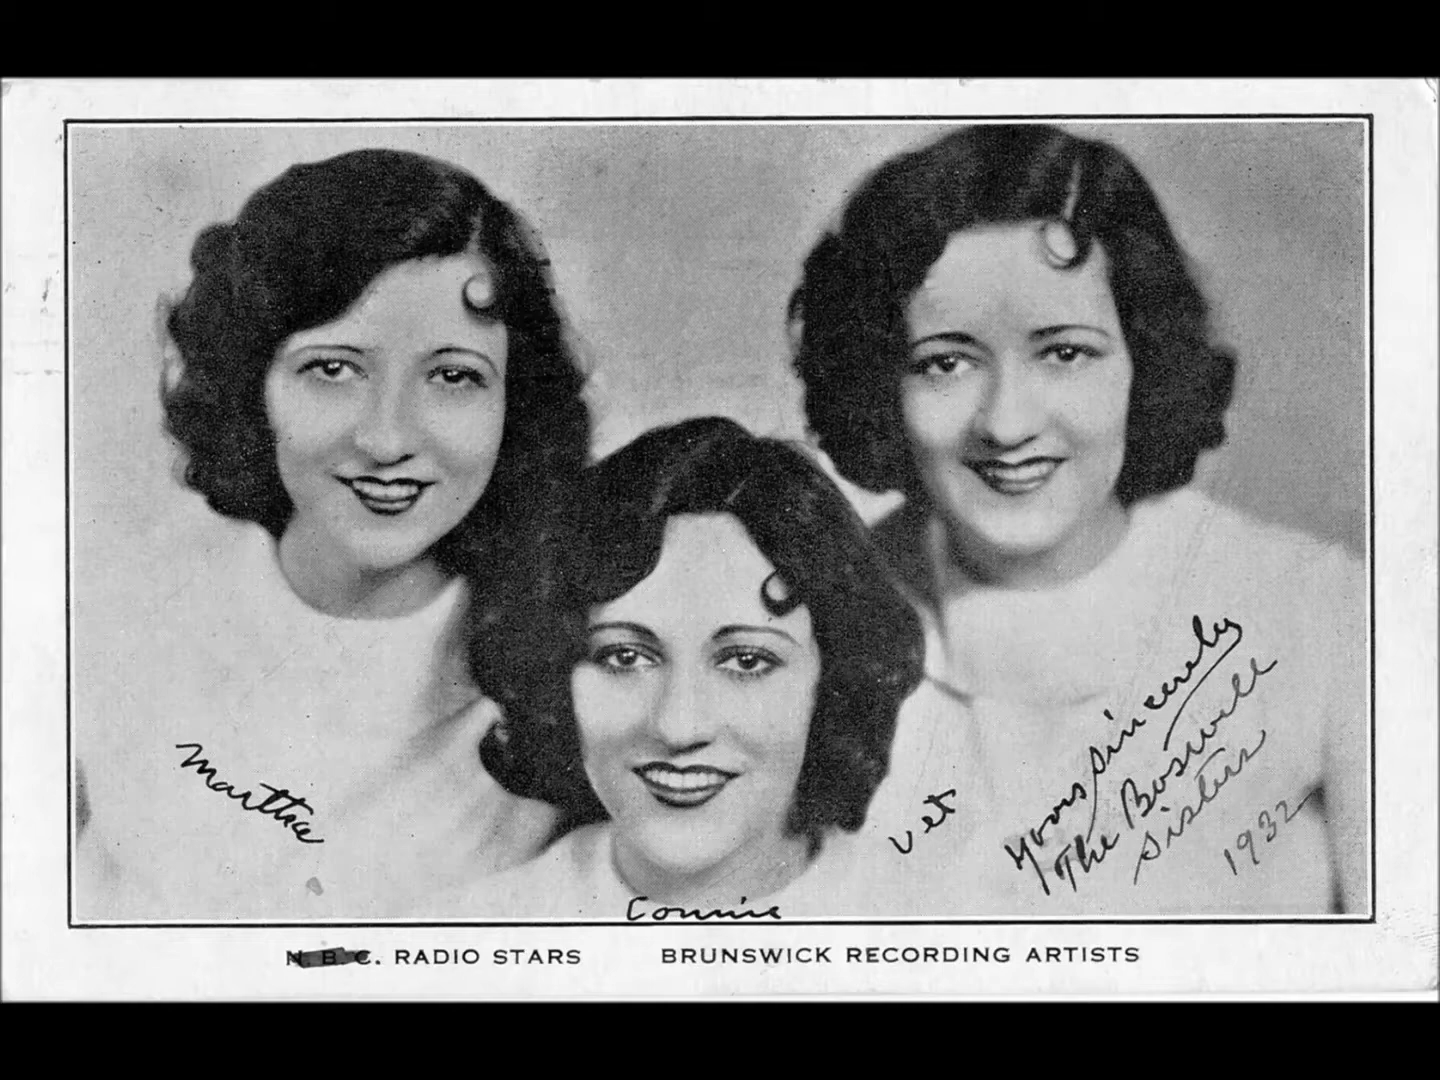 Martha
Connie
Vet
Yours Sincerely
The Boswell
Sisters
1932
N. B. C. RADIO STARS BRUNSWICK RECORDING ARTISTS